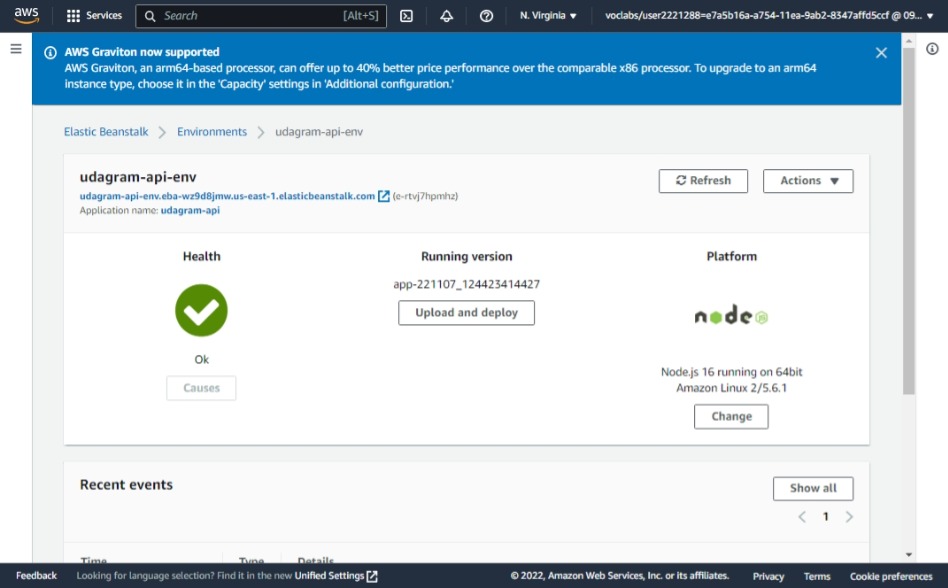 aws
Services
Search
[Alt+S]
N. Virginia
voclabs/user2221288=e7a5b16a-a754-11ea-9ab2-8347affd5ccf @ 09...
AWS Graviton now supported
AWS Graviton, an arm64-based processor, can offer up to 40% better price performance over the comparable x86 processor. To upgrade to an arm64
instance type, choose it in the 'Capacity' settings in 'Additional configuration.'
Elastic Beanstalk
Environments
udagram-api-env
udagram-api-env
udagram-api-env.eba-wz9d8jmw.us-east-1.elasticbeanstalk.com (e-rtvj7hpmhz)
Application name: udagram-api
Refresh
Actions
Health
Ok
Causes
Running version
app-221107_124423414427
Upload and deploy
Platform
node
JS
Node.js 16 running on 64bit
Amazon Linux 2/5.6.1
Change
Recent events
Show all
1
Time
Type
Details
Feedback
Looking for language selection? Find it in the new Unified Settings
© 2022, Amazon Web Services, Inc. or its affiliates.
Privacy
Terms
Cookie preferences